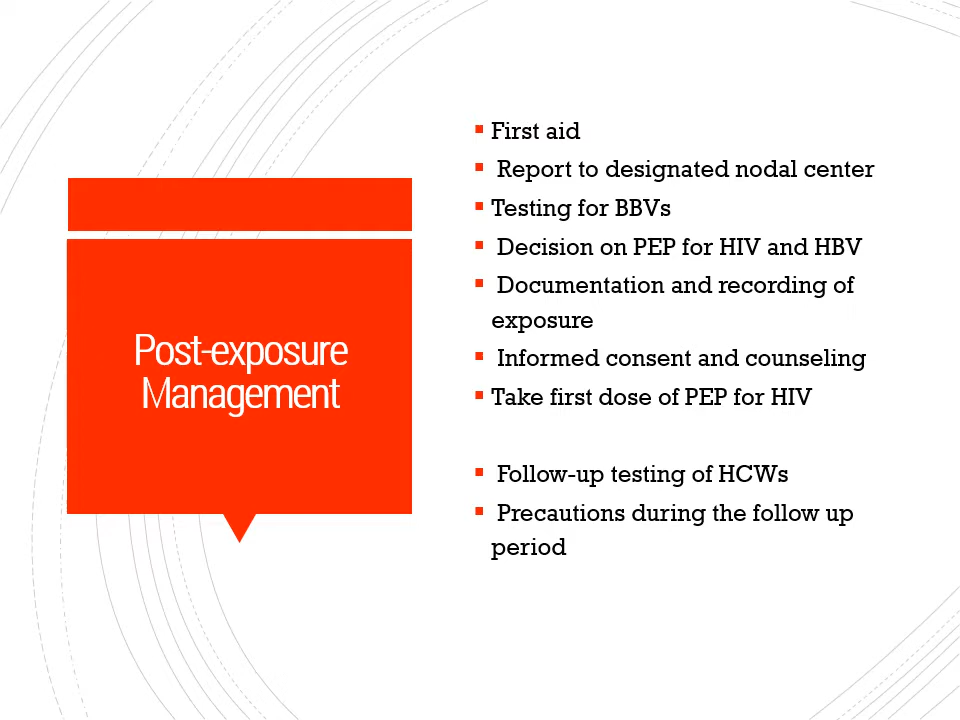 Post-exposure
Management
▪ First aid
▪ Report to designated nodal center
▪ Testing for BBVs
▪ Decision on PEP for HIV and HBV
▪ Documentation and recording of
exposure
▪ Informed consent and counseling
▪ Take first dose of PEP for HIV
▪ Follow-up testing of HCWs
▪ Precautions during the follow up
period